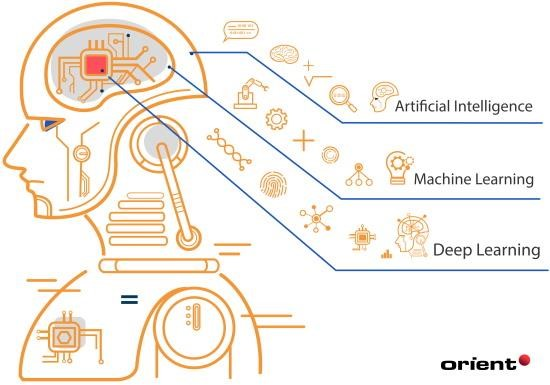 Artificial Intelligence
Machine Learning
Deep Learning
orient